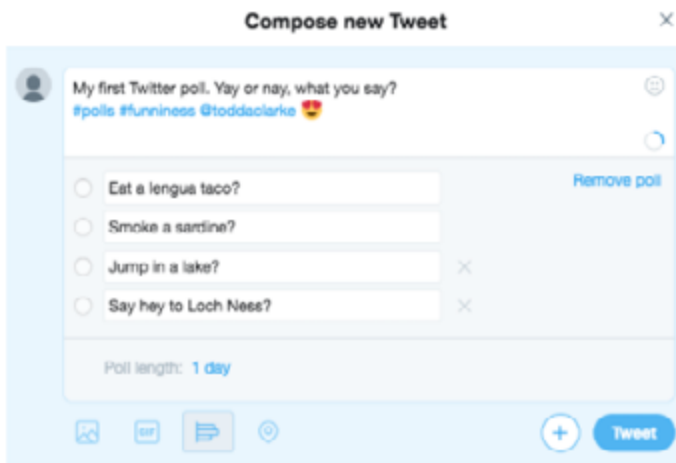 Compose new Tweet
My first Twitter poll. Yay or nay, what you say?
#polls #funniness @toddaclarke 😍
Remove poll
Eat a lengua taco?
Smoke a sardine?
Jump in a lake?
Say hey to Loch Ness?
Poll length: 1 day
GIF
Tweet